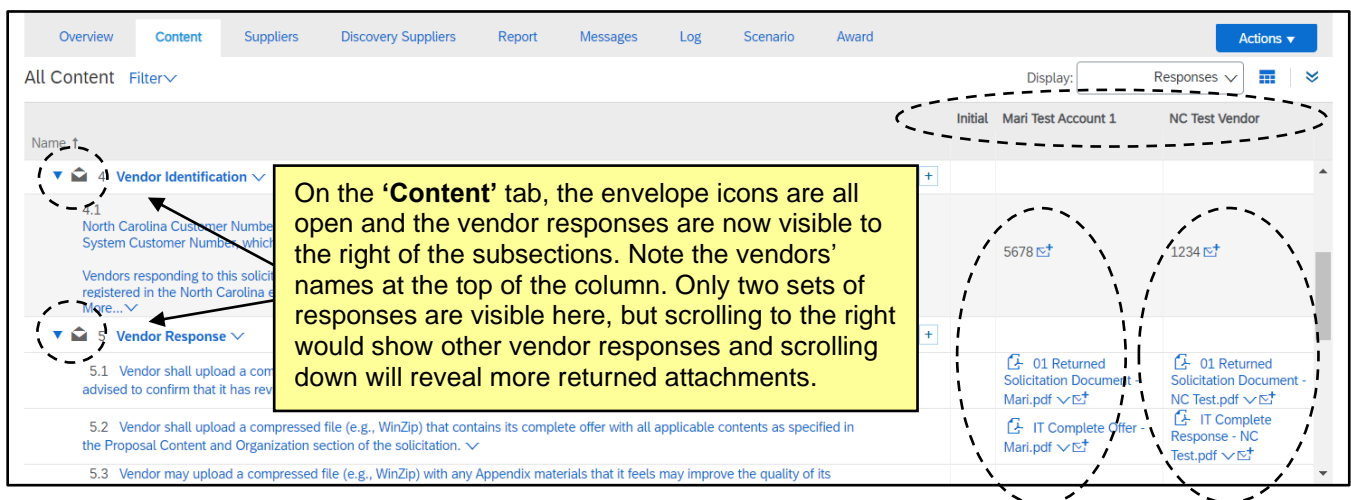 Overview Content Suppliers Discovery Suppliers Report Messages Log Scenario Award Actions
All Content Filter Display: Responses
Initial Mari Test Account 1 NC Test Vendor
Name ↑
4 Vendor Identification
4.1
North Carolina Customer Numbe
System Customer Number, which
Vendors responding to this solicit
registered in the North Carolina e
More...
5678
1234
On the ‘Content’ tab, the envelope icons are all
open and the vendor responses are now visible to
the right of the subsections. Note the vendors’
names at the top of the column. Only two sets of
responses are visible here, but scrolling to the right
would show other vendor responses and scrolling
down will reveal more returned attachments.
5 Vendor Response
5.1 Vendor shall upload a com
advised to confirm that it has rev
01 Returned
Solicitation Document -
Mari.pdf
01 Returned
Solicitation Document -
NC Test.pdf
5.2 Vendor shall upload a compressed file (e.g., WinZip) that contains its complete offer with all applicable contents as specified in
the Proposal Content and Organization section of the solicitation.
IT Complete Offer -
Mari.pdf
IT Complete
Response - NC
Test.pdf
5.3 Vendor may upload a compressed file (e.g., WinZip) with any Appendix materials that it feels may improve the quality of its